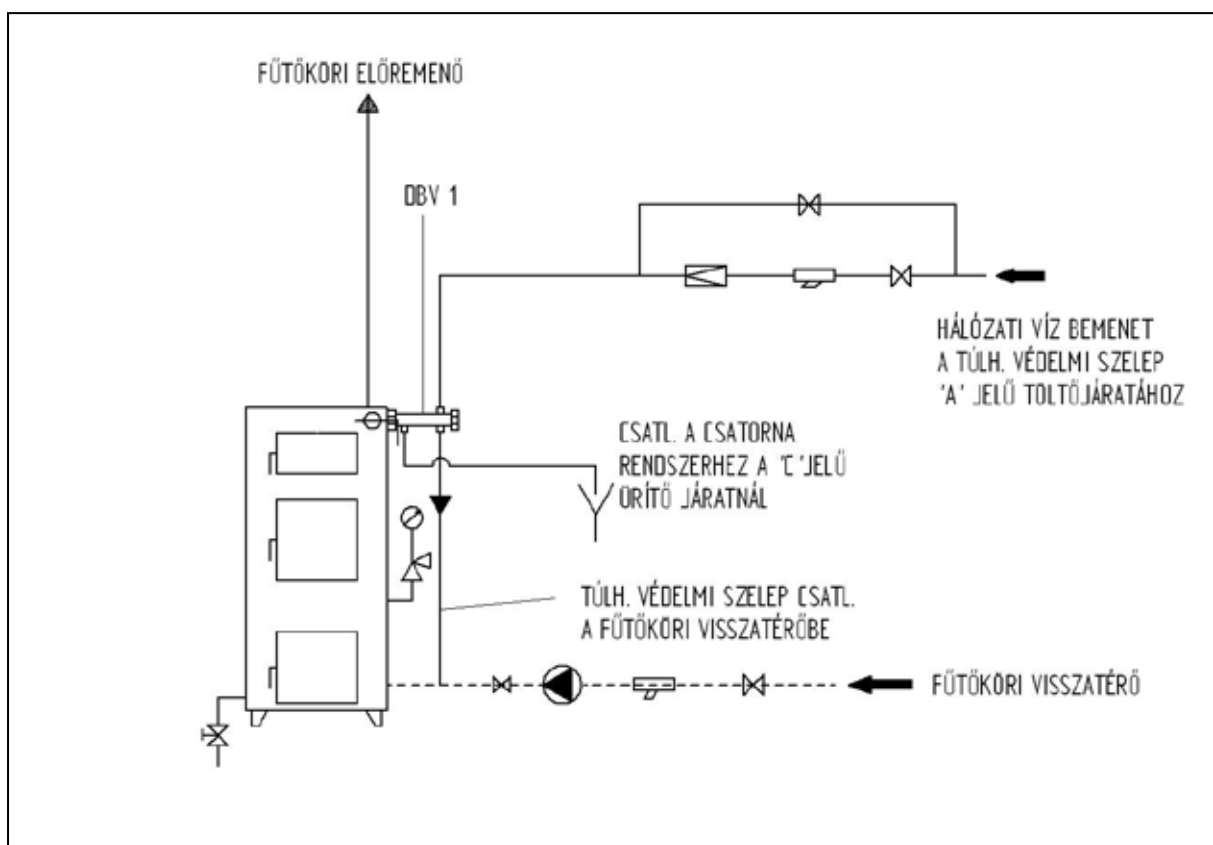 FŰTŐKÖRI ELŐREMENŐ
DBV 1
HÁLÓZATI VÍZ BEMENET
A TÚLH. VÉDELMI SZELEP
'A' JELŰ TÖLTŐJÁRATÁHOZ
CSATL. A CSATORNA
RENDSZERHEZ A 'C'JELŰ
ÜRÍTŐ JÁRATNÁL
TÚLH. VÉDELMI SZELEP CSATL.
A FŰTŐKÖRI VISSZATÉRŐBE
FŰTŐKÖRI VISSZATÉRŐ